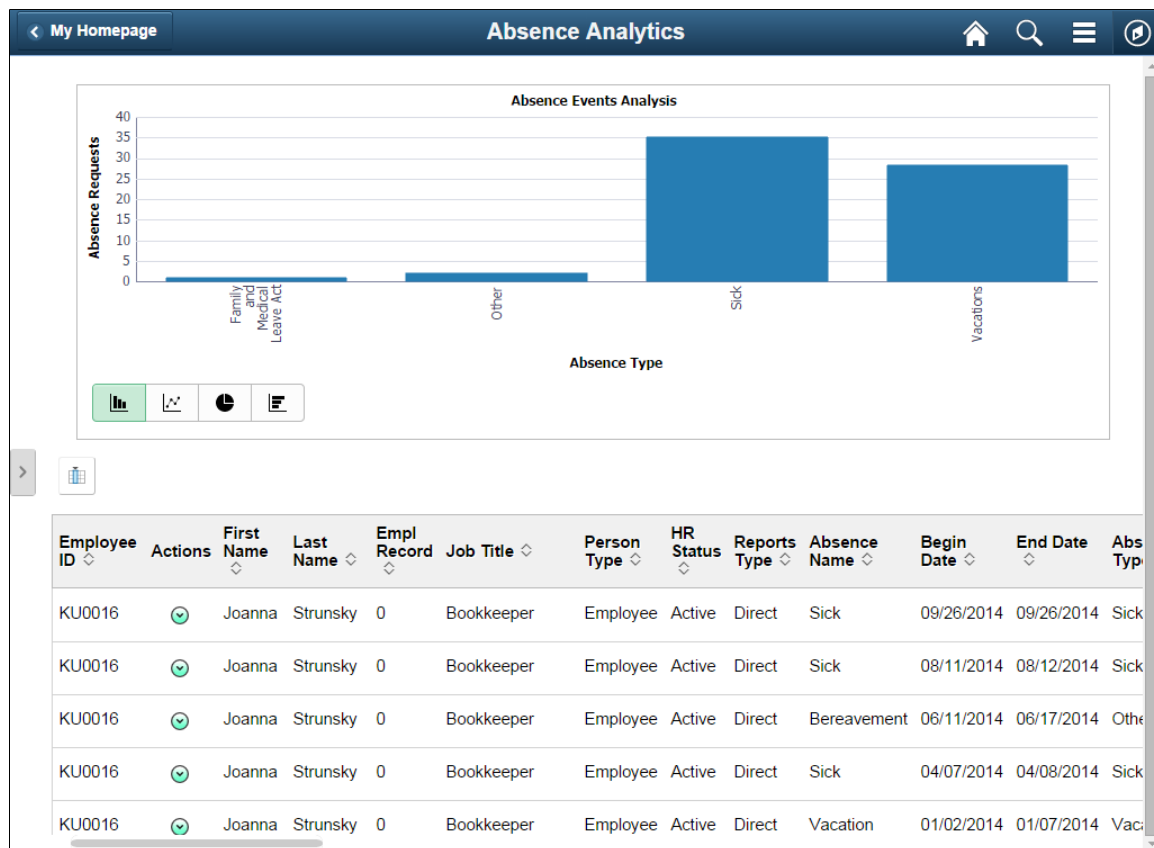 My Homepage
Absence Analytics
Absence Events Analysis
Absence Requests
40
35
30
25
20
15
10
5
0
Family
and
Medical
Leave Act
Other
Sick
Vacations
Absence Type
Employee ID Actions First Name Last Name Empl Record Job Title Person Type HR Status Reports Type Absence Name Begin Date End Date Abs Typ
KU0016 Joanna Strunsky 0 Bookkeeper Employee Active Direct Sick 09/26/2014 09/26/2014 Sick
KU0016 Joanna Strunsky 0 Bookkeeper Employee Active Direct Sick 08/11/2014 08/12/2014 Sick
KU0016 Joanna Strunsky 0 Bookkeeper Employee Active Direct Bereavement 06/11/2014 06/17/2014 Othe
KU0016 Joanna Strunsky 0 Bookkeeper Employee Active Direct Sick 04/07/2014 04/08/2014 Sick
KU0016 Joanna Strunsky 0 Bookkeeper Employee Active Direct Vacation 01/02/2014 01/07/2014 Vaca